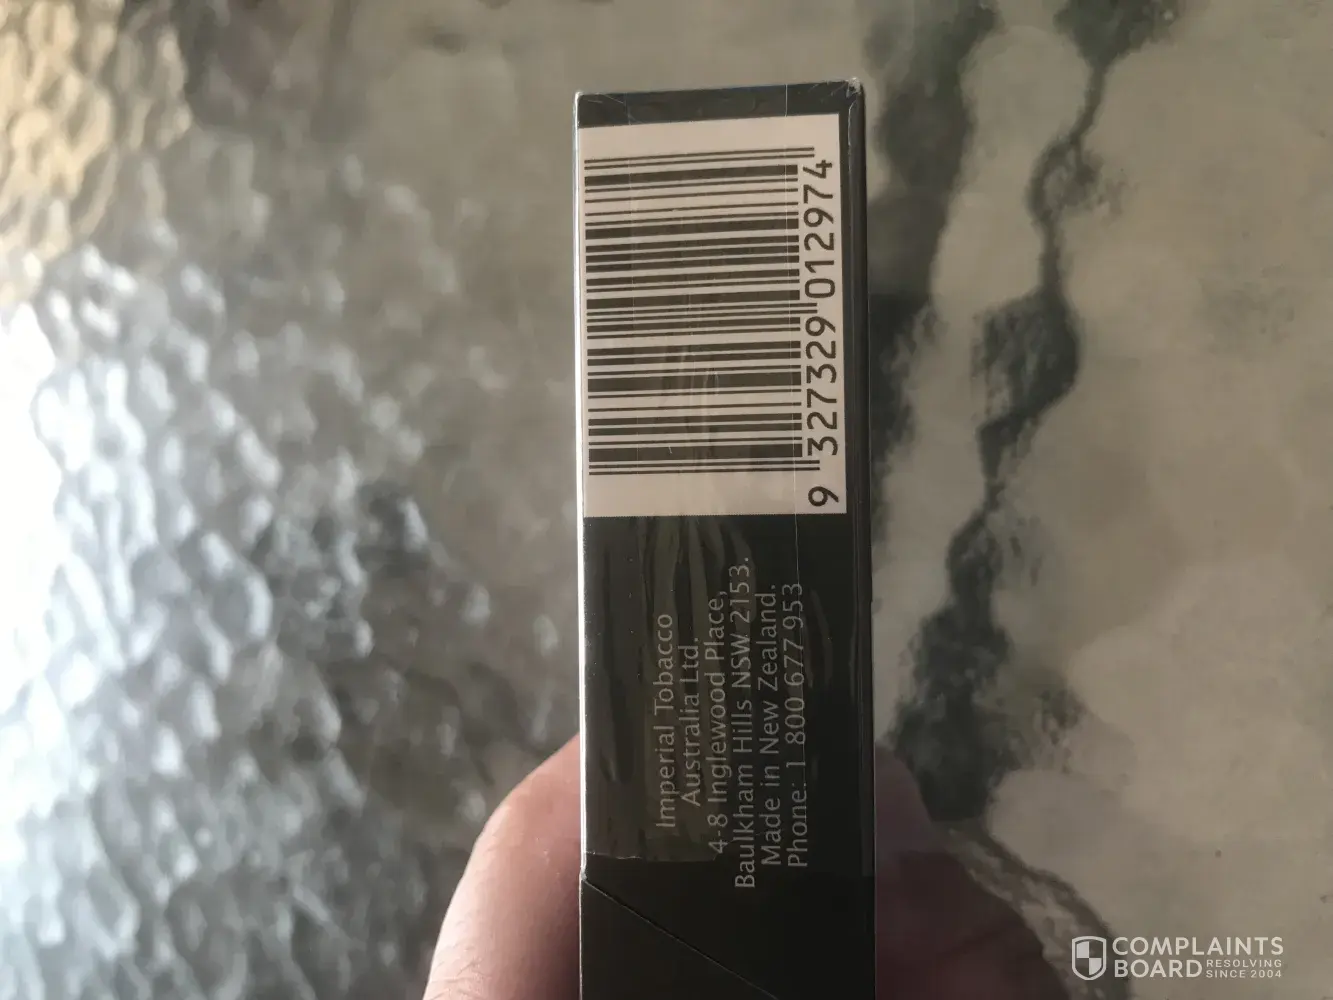 9 327329 012974
Imperial Tobacco
Australia Ltd.
4-8 Inglewood Place,
Baulkham Hills NSW 2153.
Made in New Zealand.
Phone: 1 800 677 953
COMPLAINTS
BOARD RESOLVING
SINCE 2004